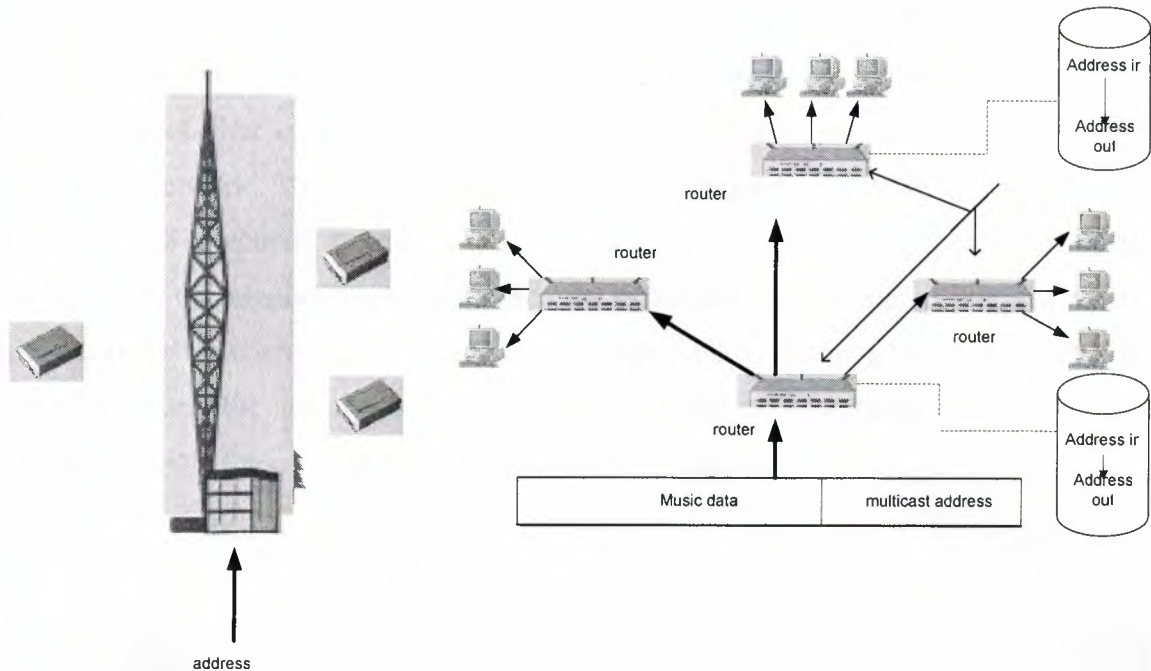 Address ir
Address
out
router
router
router
router
Address ir
Address
out
Music data
multicast address
address